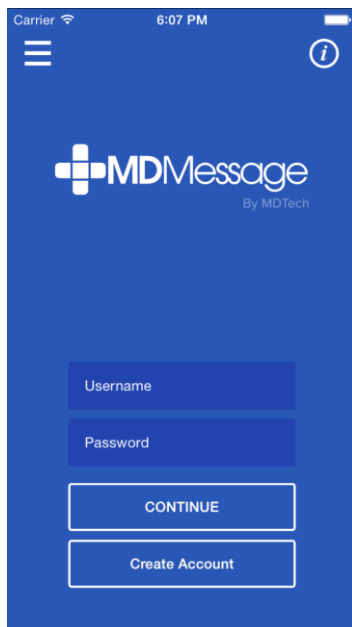 Carrier 6:07 PM
i
MDMessage
By MDTech
Username
Password
CONTINUE
Create Account